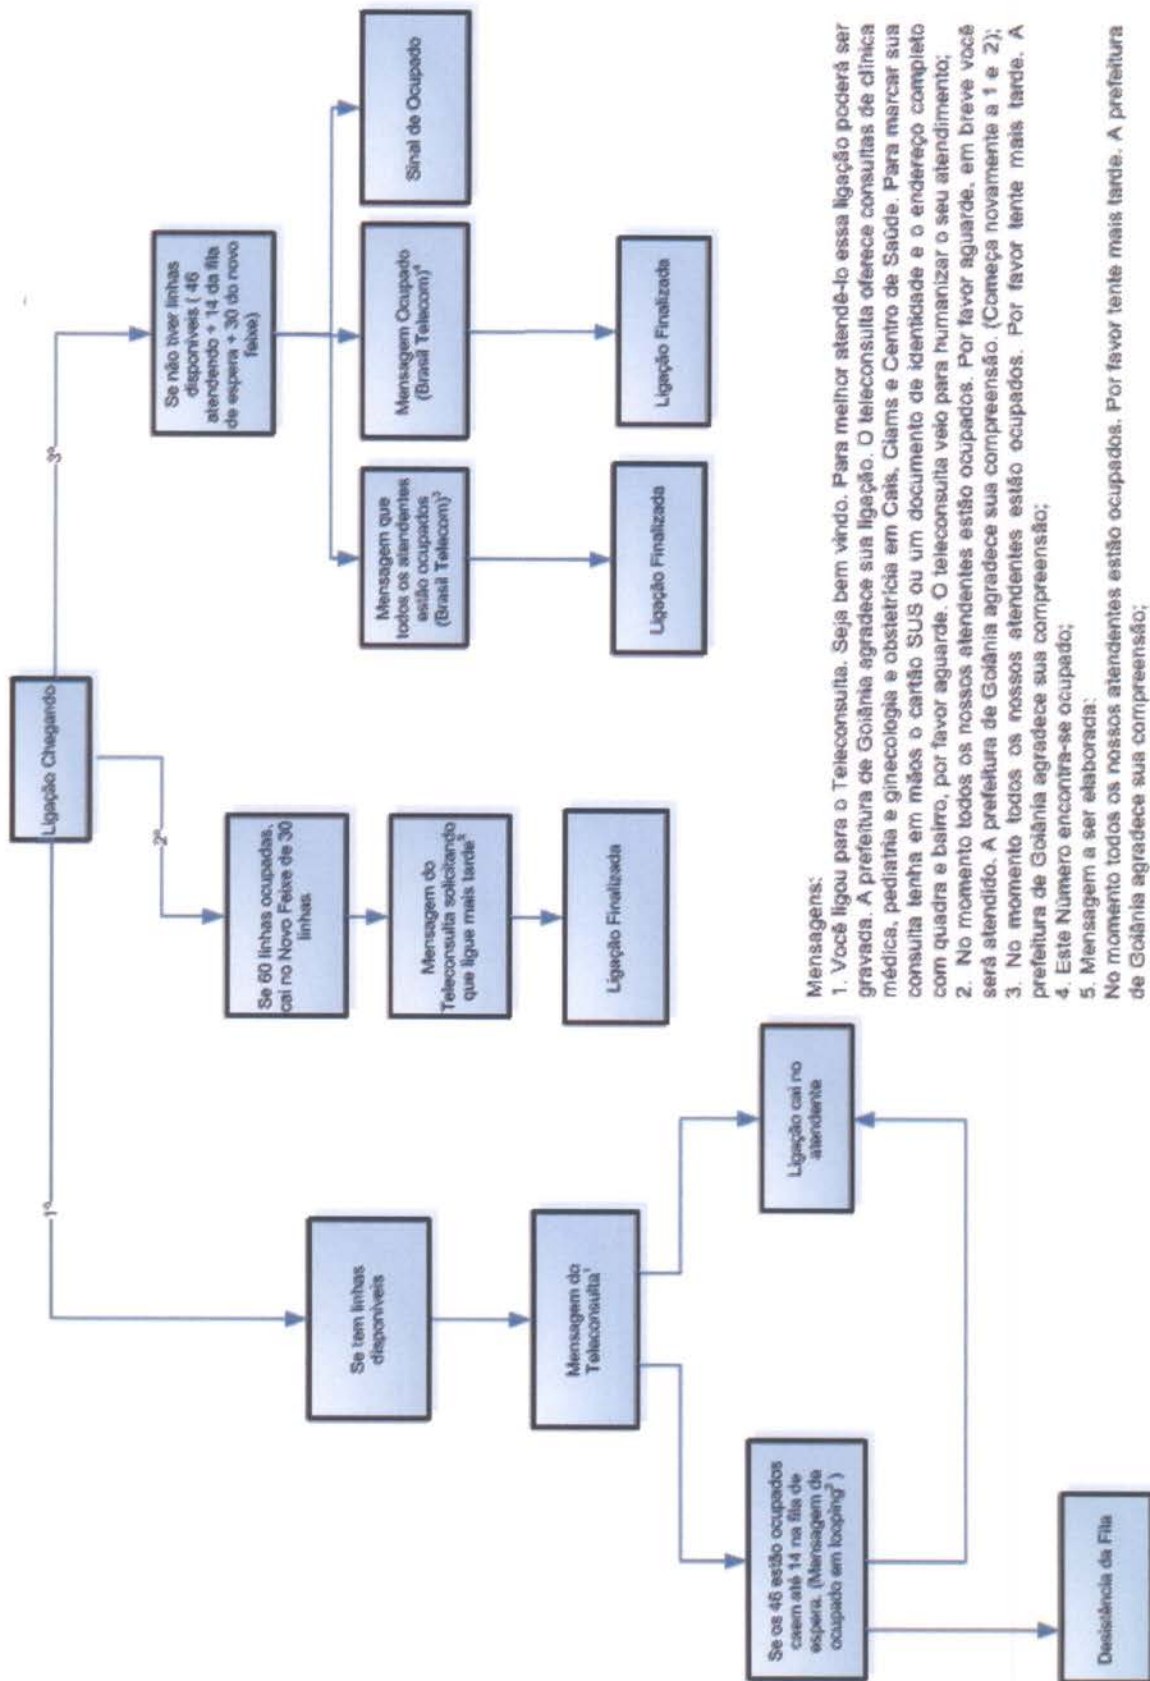 Ligação Chegando
1º
2º
3º
Se tem linhas
disponíveis
Mensagem do
Teleconsulta¹
Se os 46 estão ocupados
caem até 14 na fila de
espera. (Mensagem de
ocupado em looping² )
Desistência da Fila
Ligação cai no
atendente
Se 60 linhas ocupadas,
cai no Novo Feixe de 30
linhas.
Mensagem do
Teleconsulta solicitando
que ligue mais tarde⁵
Ligação Finalizada
Se não tiver linhas
disponíveis ( 46
atendendo + 14 da fila
de espera + 30 do novo
feixe)
Mensagem que
todos os atendentes
estão ocupados
(Brasil Telecom)³
Ligação Finalizada
Mensagem Ocupado
(Brasil Telecom)⁴
Ligação Finalizada
Sinal de Ocupado
Mensagens:
1. Você ligou para o Teleconsulta. Seja bem vindo. Para melhor atendê-lo essa ligação poderá ser
gravada. A prefeitura de Goiânia agradece sua ligação. O teleconsulta oferece consultas de clínica
médica, pediatria e ginecologia e obstetrícia em Cais, Ciams e Centro de Saúde. Para marcar sua
consulta tenha em mãos o cartão SUS ou um documento de identidade e o endereço completo
com quadra e bairro, por favor aguarde. O teleconsulta veio para humanizar o seu atendimento;
2. No momento todos os nossos atendentes estão ocupados. Por favor aguarde, em breve você
será atendido. A prefeitura de Goiânia agradece sua compreensão. (Começa novamente a 1 e 2);
3. No momento todos os nossos atendentes estão ocupados. Por favor tente mais tarde. A
prefeitura de Goiânia agradece sua compreensão;
4. Este Número encontra-se ocupado;
5. Mensagem a ser elaborada:
No momento todos os nossos atendentes estão ocupados. Por favor tente mais tarde. A prefeitura
de Goiânia agradece sua compreensão;